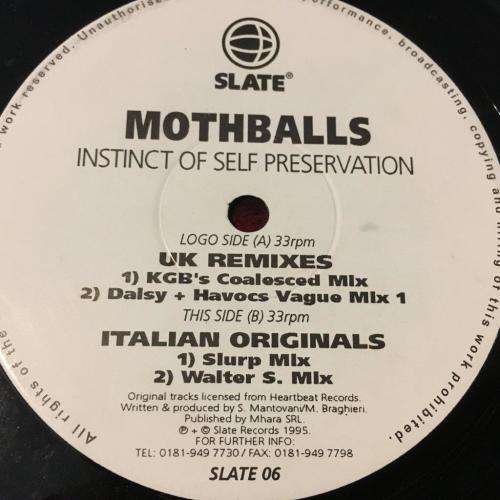 SLATE®
MOTHBALLS
INSTINCT OF SELF PRESERVATION
LOGO SIDE (A) 33rpm
UK REMIXES
1) KGB's Coalesced Mix
2) Daisy + Havocs Vague Mix 1
THIS SIDE (B) 33rpm
ITALIAN ORIGINALS
1) Slurp Mix
2) Walter S. Mix
Original tracks licensed from Heartbeat Records.
Written & produced by S. Mantovani/M. Braghieri.
Published by Mhara SRL.
℗ + © Slate Records 1995.
FOR FURTHER INFO:
TEL: 0181-949 7730 / FAX: 0181-949 7798
SLATE 06
All rights of the work reserved. Unauthorised performance, broadcasting, copying and hiring of this work prohibited.